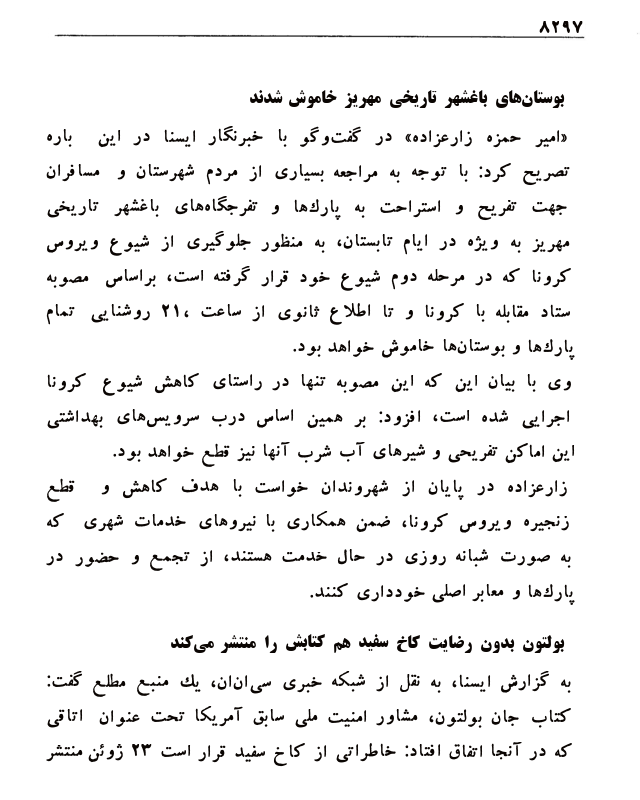 ۸۲۹۷
بوستان‌های باغشهر تاریخی مهریز خاموش شدند
«امیر حمزه زارعزاده» در گفت‌وگو با خبرنگار ایسنا در این باره
تصریح کرد: با توجه به مراجعه بسیاری از مردم شهرستان و مسافران
جهت تفریح و استراحت به پارك‌ها و تفرجگاه‌های باغشهر تاریخی
مهریز به ویژه در ایام تابستان، به منظور جلوگیری از شیوع ویروس
کرونا که در مرحله دوم شیوع خود قرار گرفته است، براساس مصوبه
ستاد مقابله با کرونا و تا اطلاع ثانوی از ساعت ،۲۱ روشنایی تمام
پارك‌ها و بوستان‌ها خاموش خواهد بود.
وی با بیان این که این مصوبه تنها در راستای کاهش شیوع کرونا
اجرایی شده است، افزود: بر همین اساس درب سرویس‌های بهداشتی
این اماکن تفریحی و شیرهای آب شرب آنها نیز قطع خواهد بود.
زارعزاده در پایان از شهروندان خواست با هدف کاهش و قطع
زنجیره ویروس کرونا، ضمن همکاری با نیروهای خدمات شهری که
به صورت شبانه روزی در حال خدمت هستند، از تجمع و حضور در
پارك‌ها و معابر اصلی خودداری کنند.
بولتون بدون رضایت کاخ سفید هم کتابش را منتشر می‌کند
به گزارش ایسنا، به نقل از شبکه خبری سی‌ان‌ان، یك منبع مطلع گفت:
کتاب جان بولتون، مشاور امنیت ملی سابق آمریکا تحت عنوان اتاقی
که در آنجا اتفاق افتاد: خاطراتی از کاخ سفید قرار است ۲۳ ژوئن منتشر